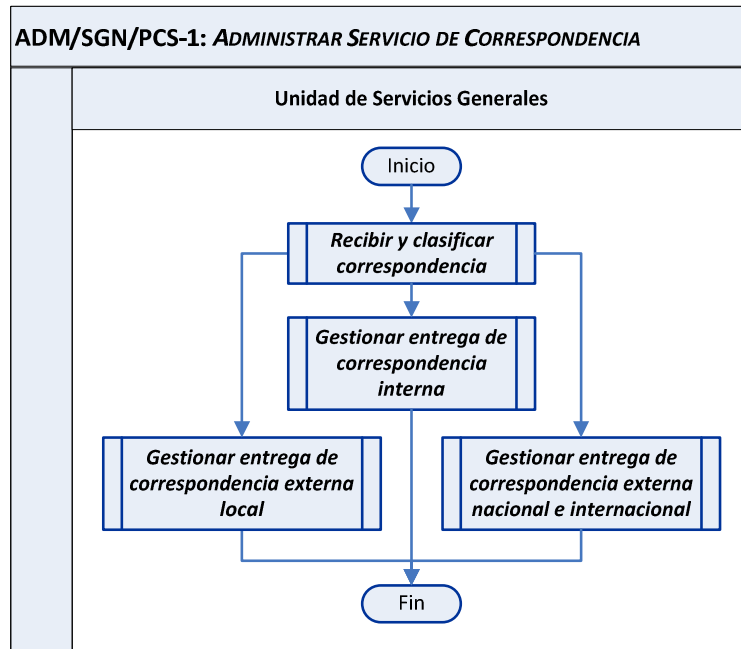 ADM/SGN/PCS-1: ADMINISTRAR SERVICIO DE CORRESPONDENCIA
Unidad de Servicios Generales
Inicio
Recibir y clasificar
correspondencia
Gestionar entrega de
correspondencia
interna
Gestionar entrega de
correspondencia externa
local
Gestionar entrega de
correspondencia externa
nacional e internacional
Fin